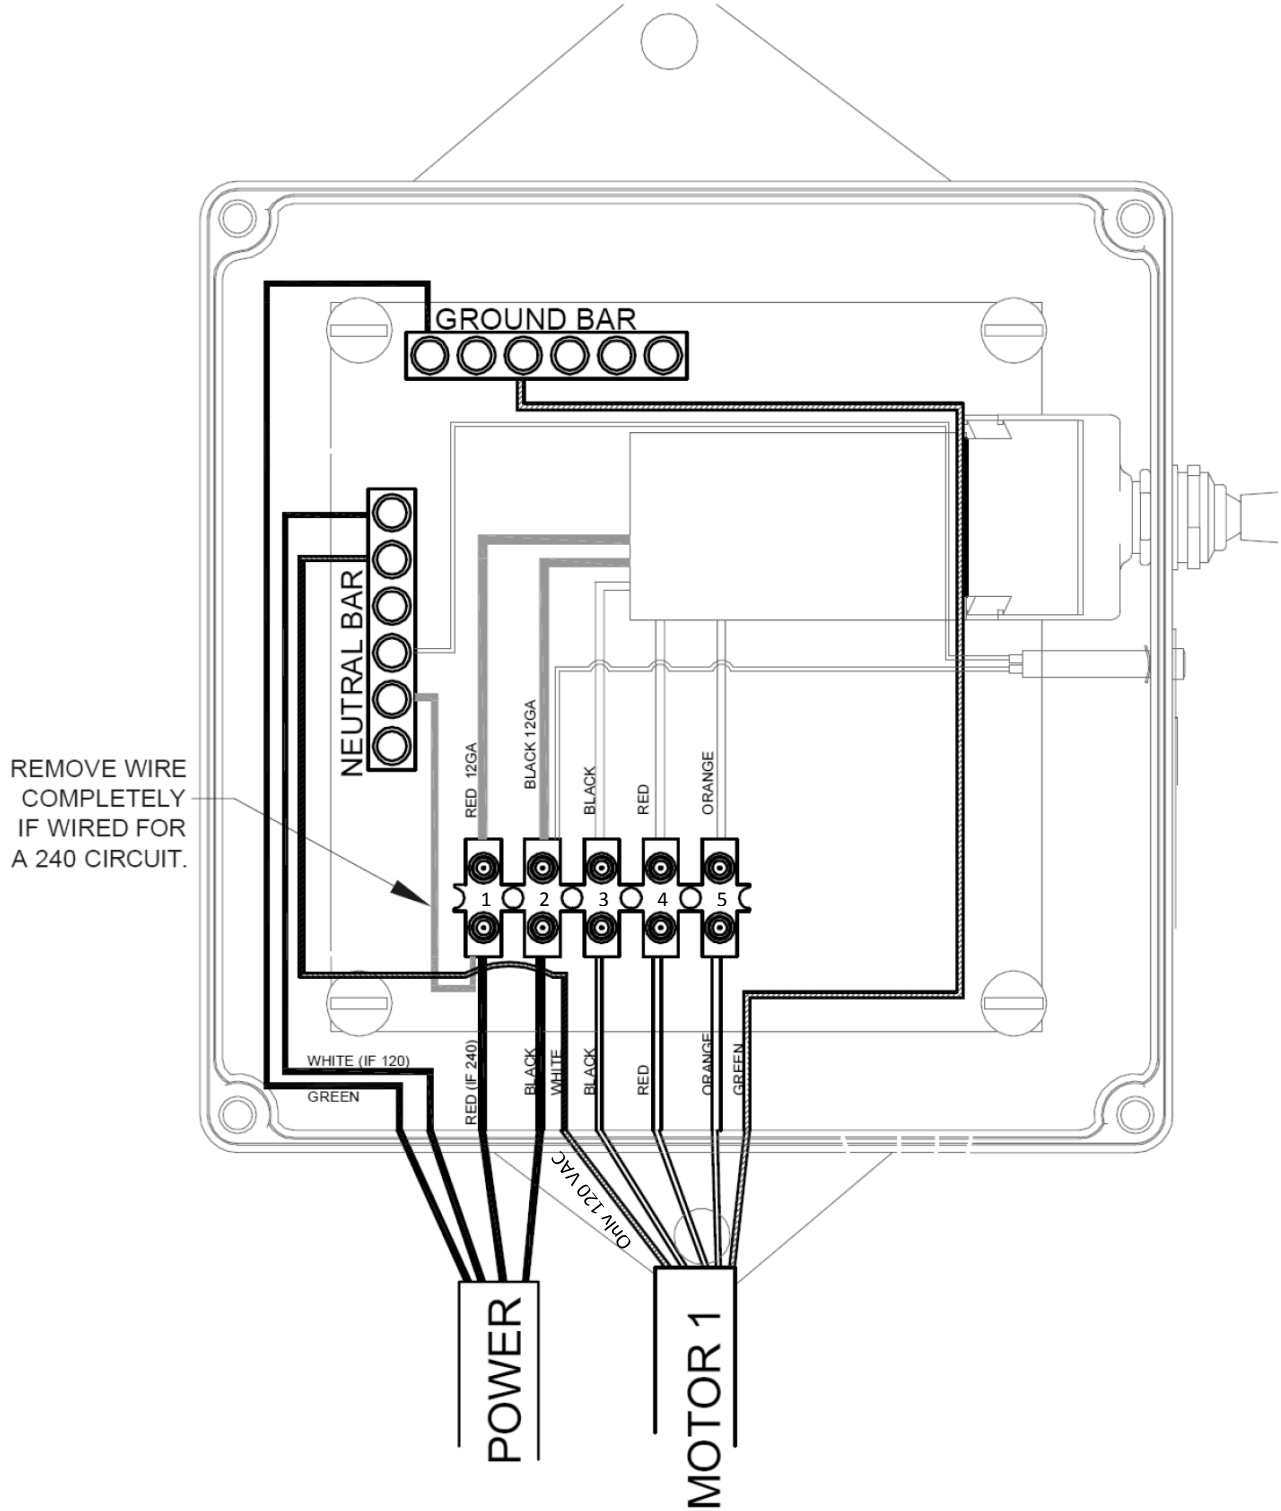 GROUND BAR
NEUTRAL BAR
REMOVE WIRE
COMPLETELY
IF WIRED FOR
A 240 CIRCUIT.
RED 12GA
BLACK 12GA
BLACK
RED
ORANGE
1
2
3
4
5
WHITE (IF 120)
GREEN
RED (IF 240)
BLACK
WHITE
BLACK
RED
ORANGE
GREEN
Only 120 VAC
POWER
MOTOR 1